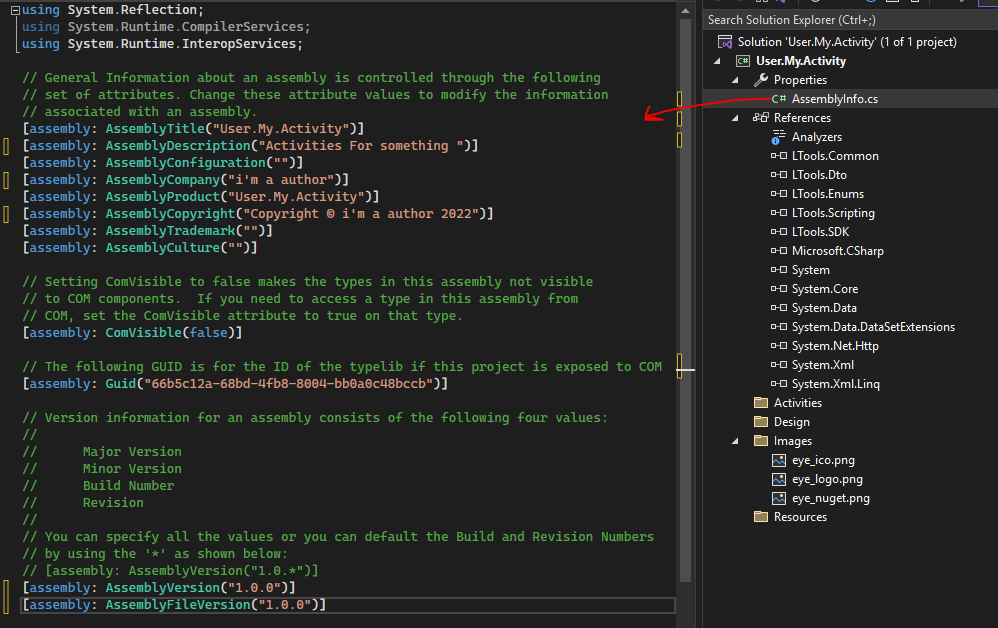 using System.Reflection;
using System.Runtime.CompilerServices;
using System.Runtime.InteropServices;
// General Information about an assembly is controlled through the following
// set of attributes. Change these attribute values to modify the information
// associated with an assembly.
[assembly: AssemblyTitle("User.My.Activity")]
[assembly: AssemblyDescription("Activities For something ")]
[assembly: AssemblyConfiguration("")]
[assembly: AssemblyCompany("i'm a author")]
[assembly: AssemblyProduct("User.My.Activity")]
[assembly: AssemblyCopyright("Copyright © i'm a author 2022")]
[assembly: AssemblyTrademark("")]
[assembly: AssemblyCulture("")]
// Setting ComVisible to false makes the types in this assembly not visible
// to COM components.  If you need to access a type in this assembly from
// COM, set the ComVisible attribute to true on that type.
[assembly: ComVisible(false)]
// The following GUID is for the ID of the typelib if this project is exposed to COM
[assembly: Guid("66b5c12a-68bd-4fb8-8004-bb0a0c48bccb")]
// Version information for an assembly consists of the following four values:
//
//      Major Version
//      Minor Version
//      Build Number
//      Revision
//
// You can specify all the values or you can default the Build and Revision Numbers
// by using the '*' as shown below:
// [assembly: AssemblyVersion("1.0.*")]
[assembly: AssemblyVersion("1.0.0")]
[assembly: AssemblyFileVersion("1.0.0")]
Search Solution Explorer (Ctrl+;)
Solution 'User.My.Activity' (1 of 1 project)
C# User.My.Activity
Properties
C# AssemblyInfo.cs
References
Analyzers
LTools.Common
LTools.Dto
LTools.Enums
LTools.Scripting
LTools.SDK
Microsoft.CSharp
System
System.Core
System.Data
System.Data.DataSetExtensions
System.Net.Http
System.Xml
System.Xml.Linq
Activities
Design
Images
eye_ico.png
eye_logo.png
eye_nuget.png
Resources